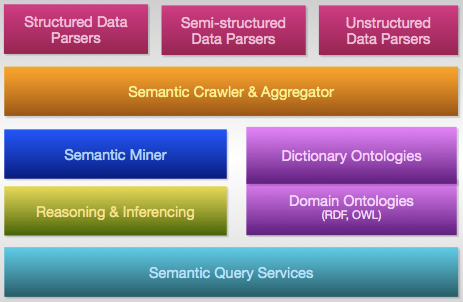 Structured Data
Parsers
Semi-structured
Data Parsers
Unstructured
Data Parsers
Semantic Crawler & Aggregator
Semantic Miner
Dictionary Ontologies
Reasoning & Inferencing
Domain Ontologies
(RDF, OWL)
Semantic Query Services